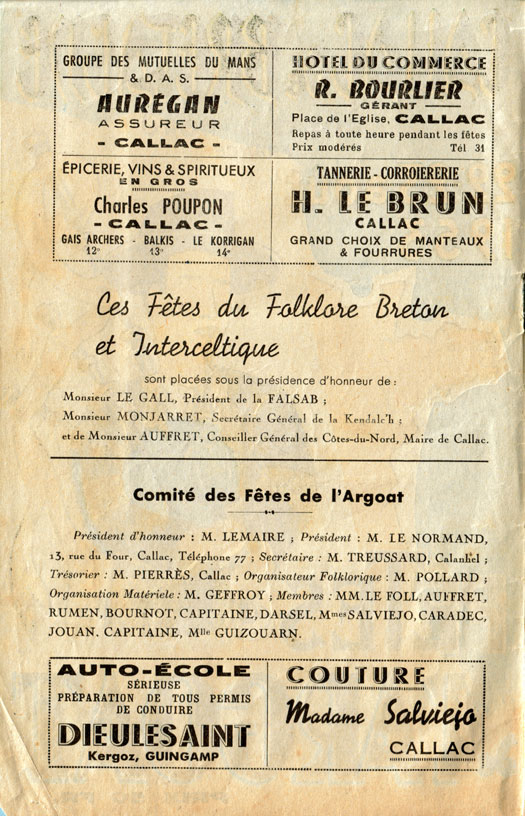 GROUPE DES MUTUELLES DU MANS
& D. A. S.
AURÉGAN
ASSUREUR
- CALLAC -
HOTEL DU COMMERCE
R. BOURLIER
GÉRANT
Place de l'Eglise, CALLAC
Repas à toute heure pendant les fêtes
Prix modérés Tél 31
ÉPICERIE, VINS & SPIRITUEUX
EN GROS
Charles POUPON
- CALLAC -
GAIS ARCHERS - BALKIS - LE KORRIGAN
12° 13° 14°
TANNERIE - CORROIERERIE
H. LE BRUN
CALLAC
GRAND CHOIX DE MANTEAUX
& FOURRURES
Ces Fêtes du Folklore Breton
et Interceltique
sont placées sous la présidence d'honneur de :
Monsieur LE GALL, Président de la FALSAB ;
Monsieur MONJARRET, Secrétaire Général de la Kendalc'h ;
et de Monsieur AUFFRET, Conseiller Général des Côtes-du-Nord, Maire de Callac.
Comité des Fêtes de l'Argoat
Président d'honneur : M. LEMAIRE ; Président : M. LE NORMAND,
13, rue du Four, Callac, Téléphone 77 ; Secrétaire : M. TREUSSARD, Calanhel ;
Trésorier : M. PIERRÈS, Callac ; Organisateur Folklorique : M. POLLARD ;
Organisation Matériele : M. GEFFROY ; Membres : MM. LE FOLL, AUFFRET,
RUMEN, BOURNOT, CAPITAINE, DARSEL, Mmes SALVIEJO, CARADEC,
JOUAN. CAPITAINE, Mlle GUIZOUARN.
AUTO-ÉCOLE
SÉRIEUSE
PRÉPARATION DE TOUS PERMIS
DE CONDUIRE
DIEULESAINT
Kergoz, GUINGAMP
COUTURE
Madame Salviejo
CALLAC